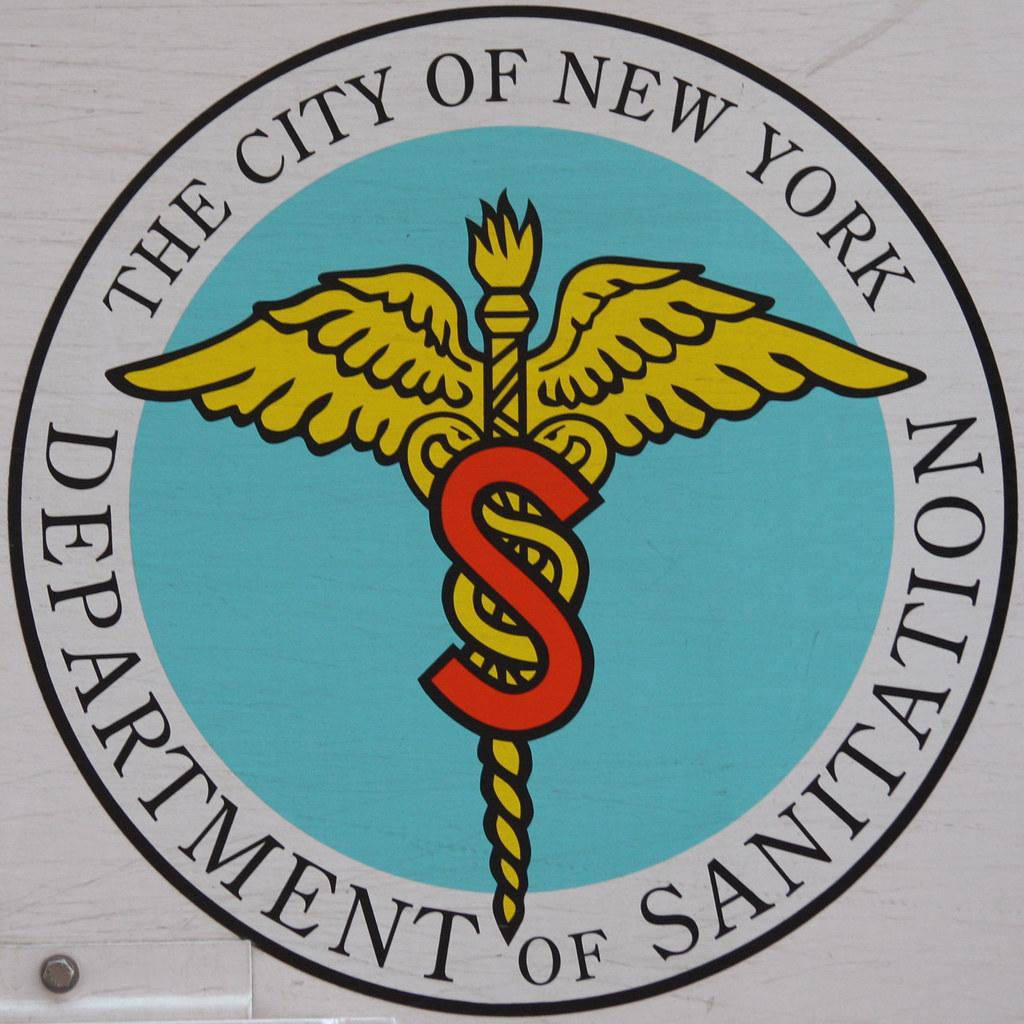 THE CITY OF NEW YORK
DEPARTMENT OF SANITATION
S